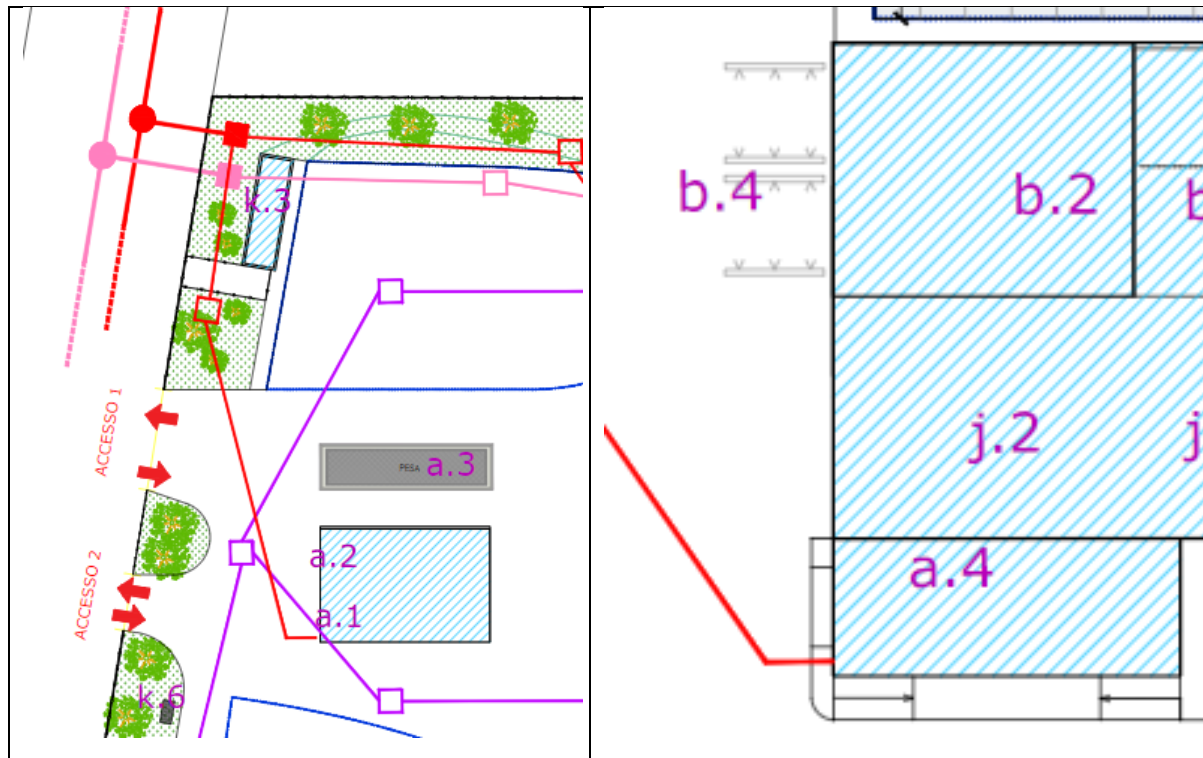 k.3
ACCESSO 1
PESA
a.3
a.2
a.1
ACCESSO 2
k.6
b.4
b.2
b
j.2
j
a.4